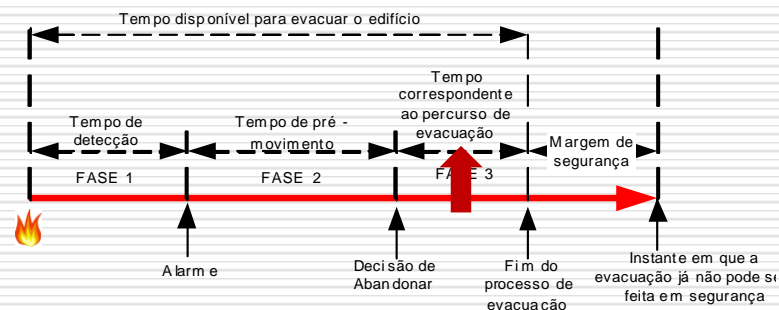 Tempo disponível para evacuar o edifício
Tempo de
detecção
Tempo de pré -
movimento
Tempo
correspondente
ao percurso de
evacuação
Margem de
segurança
FASE 1
FASE 2
FASE 3
Alarme
Decisão de
Abandonar
Fim do
processo de
evacuação
Instante em que a
evacuação já não pode se
feita em segurança